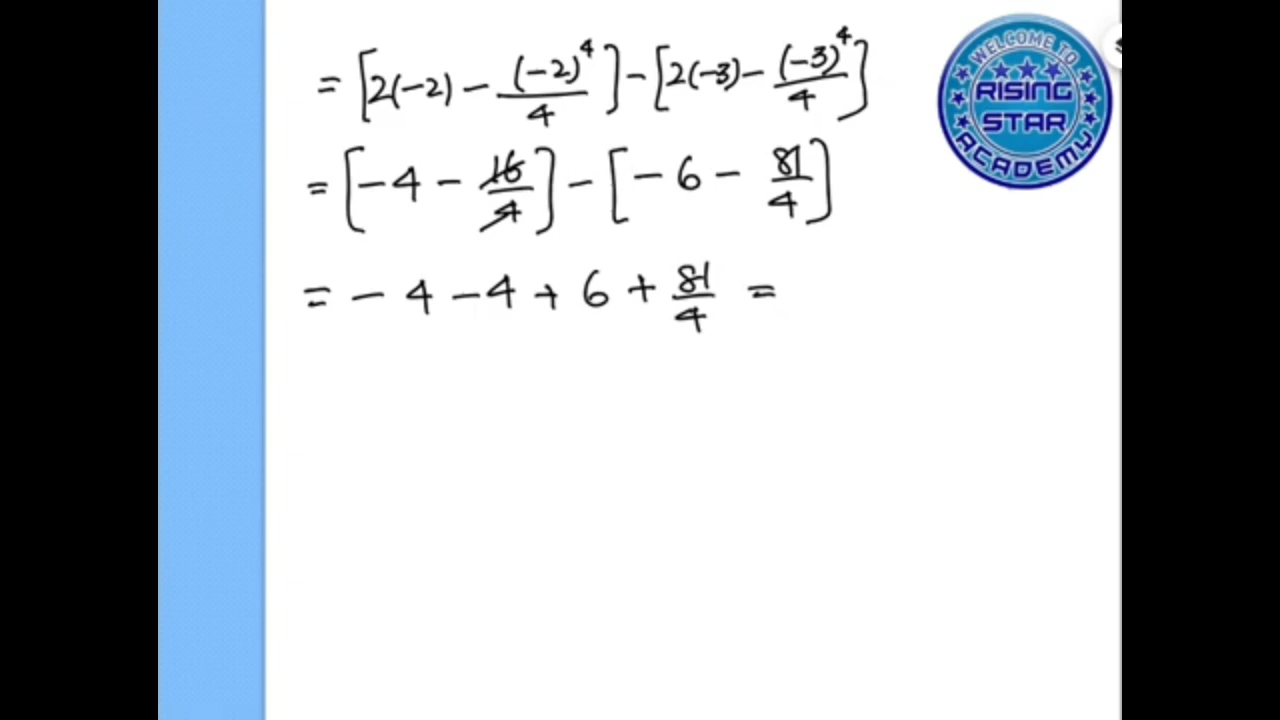 = [2(-2) - (-2)^4/4] - [2(-3) - (-3)^4/4]
= [-4 - 16/4] - [-6 - 81/4]
= -4 -4 + 6 + 81/4 =
WELCOME TO
RISING
STAR
ACADEMY